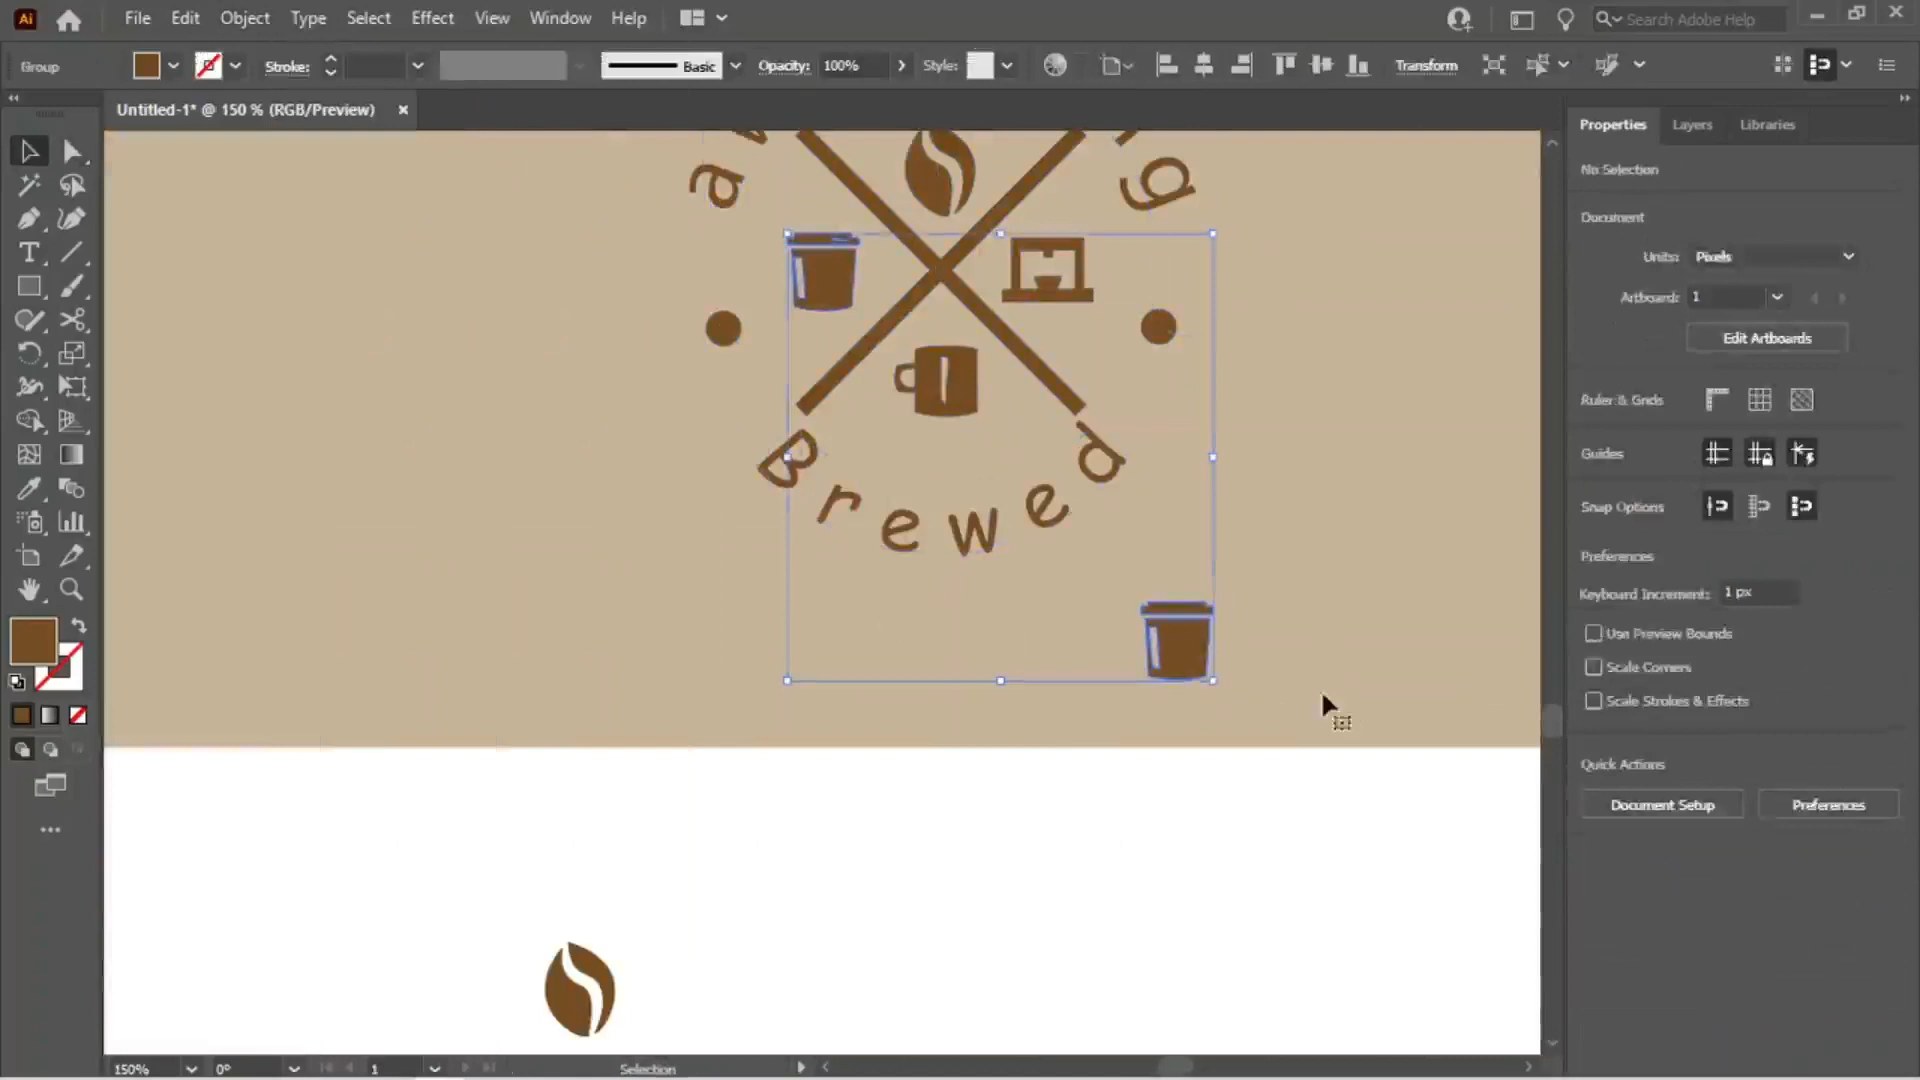 Ai File Edit Object Type Select Effect View Window Help Search Adobe Help
Group Stroke: Basic Opacity: 100% Style: Transform
Untitled-1* @ 150 % (RGB/Preview) ×
Properties Layers Libraries
No Selection
Document
Units: Pixels
Artboard: 1
Edit Artboards
Ruler & Grids
Guides
Snap Options
Preferences
Keyboard Increment: 1 px
Use Preview Bounds
Scale Corners
Scale Strokes & Effects
Quick Actions
Document Setup Preferences
a g
Brewed
150% 0° 1 Selection